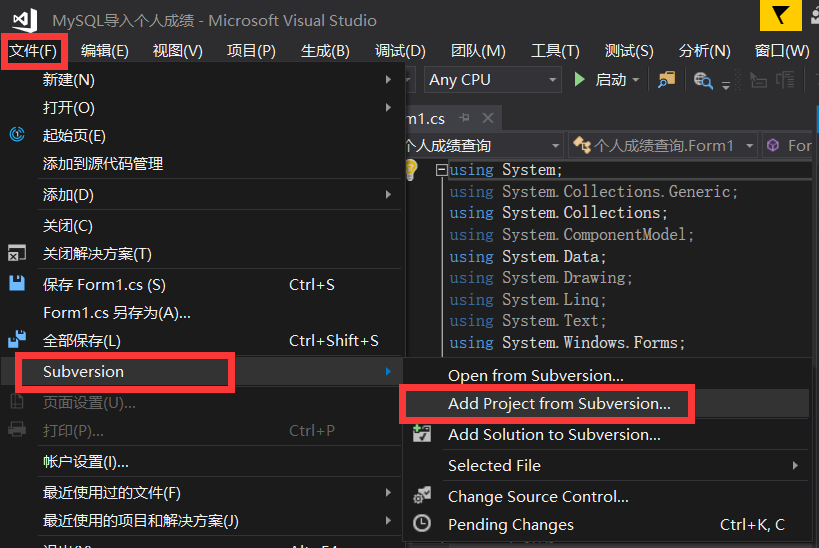 MySQL导入个人成绩 - Microsoft Visual Studio
文件(F) 编辑(E) 视图(V) 项目(P) 生成(B) 调试(D) 团队(M) 工具(T) 测试(S) 分析(N) 窗口(W)
Any CPU 启动
新建(N)
打开(O)
起始页(E)
添加到源代码管理
添加(D)
关闭(C)
关闭解决方案(T)
保存 Form1.cs (S) Ctrl+S
Form1.cs 另存为(A)...
全部保存(L) Ctrl+Shift+S
Subversion
页面设置(U)...
打印(P)... Ctrl+P
帐户设置(I)...
最近使用过的文件(F)
最近使用的项目和解决方案(J)
m1.cs
个人成绩查询 个人成绩查询.Form1 For
using System;
using System.Collections.Generic;
using System.Collections;
using System.ComponentModel;
using System.Data;
using System.Drawing;
using System.Linq;
using System.Text;
using System.Windows.Forms;
Open from Subversion...
Add Project from Subversion...
Add Solution to Subversion...
Selected File
Change Source Control...
Pending Changes Ctrl+K, C